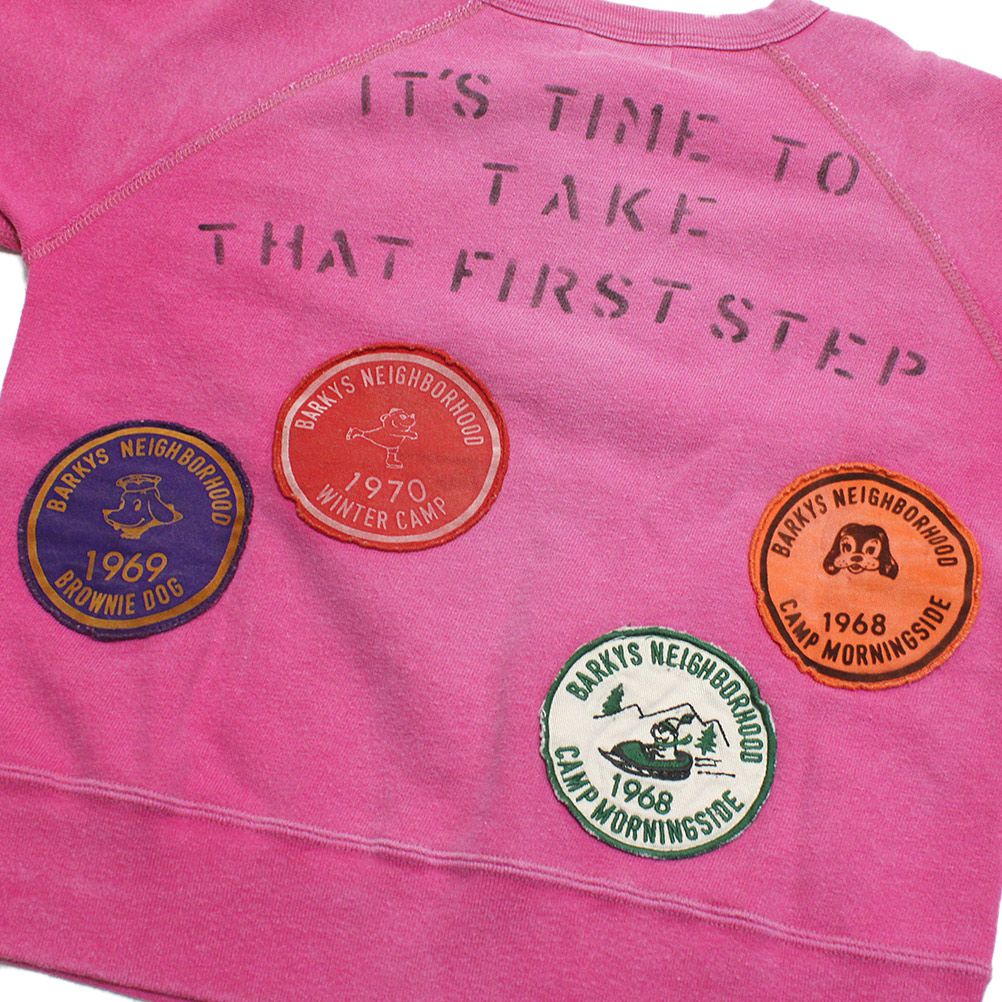 IT'S TIME TO
TAKE
THAT FIRST STEP
BARKYS NEIGHBORHOOD
1970
WINTER CAMP
BARKYS NEIGHBORHOOD
1969
BROWNIE DOG
BARKYS NEIGHBORHOOD
1968
CAMP MORNINGSIDE
BARKYS NEIGHBORHOOD
1968
CAMP MORNINGSIDE